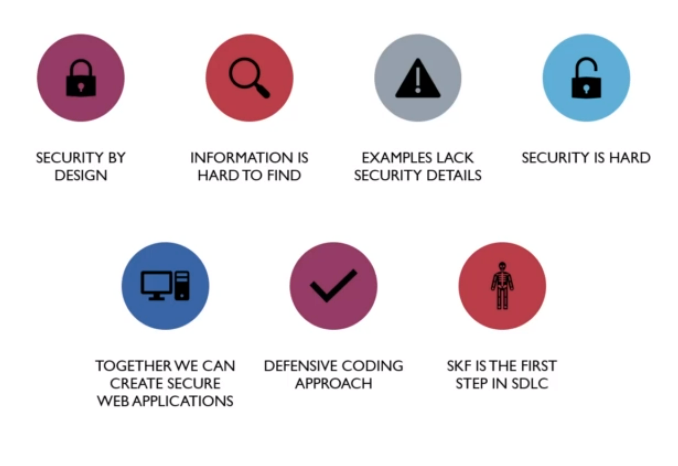 SECURITY BY
DESIGN
INFORMATION IS
HARD TO FIND
EXAMPLES LACK
SECURITY DETAILS
SECURITY IS HARD
TOGETHER WE CAN
CREATE SECURE
WEB APPLICATIONS
DEFENSIVE CODING
APPROACH
SKF IS THE FIRST
STEP IN SDLC